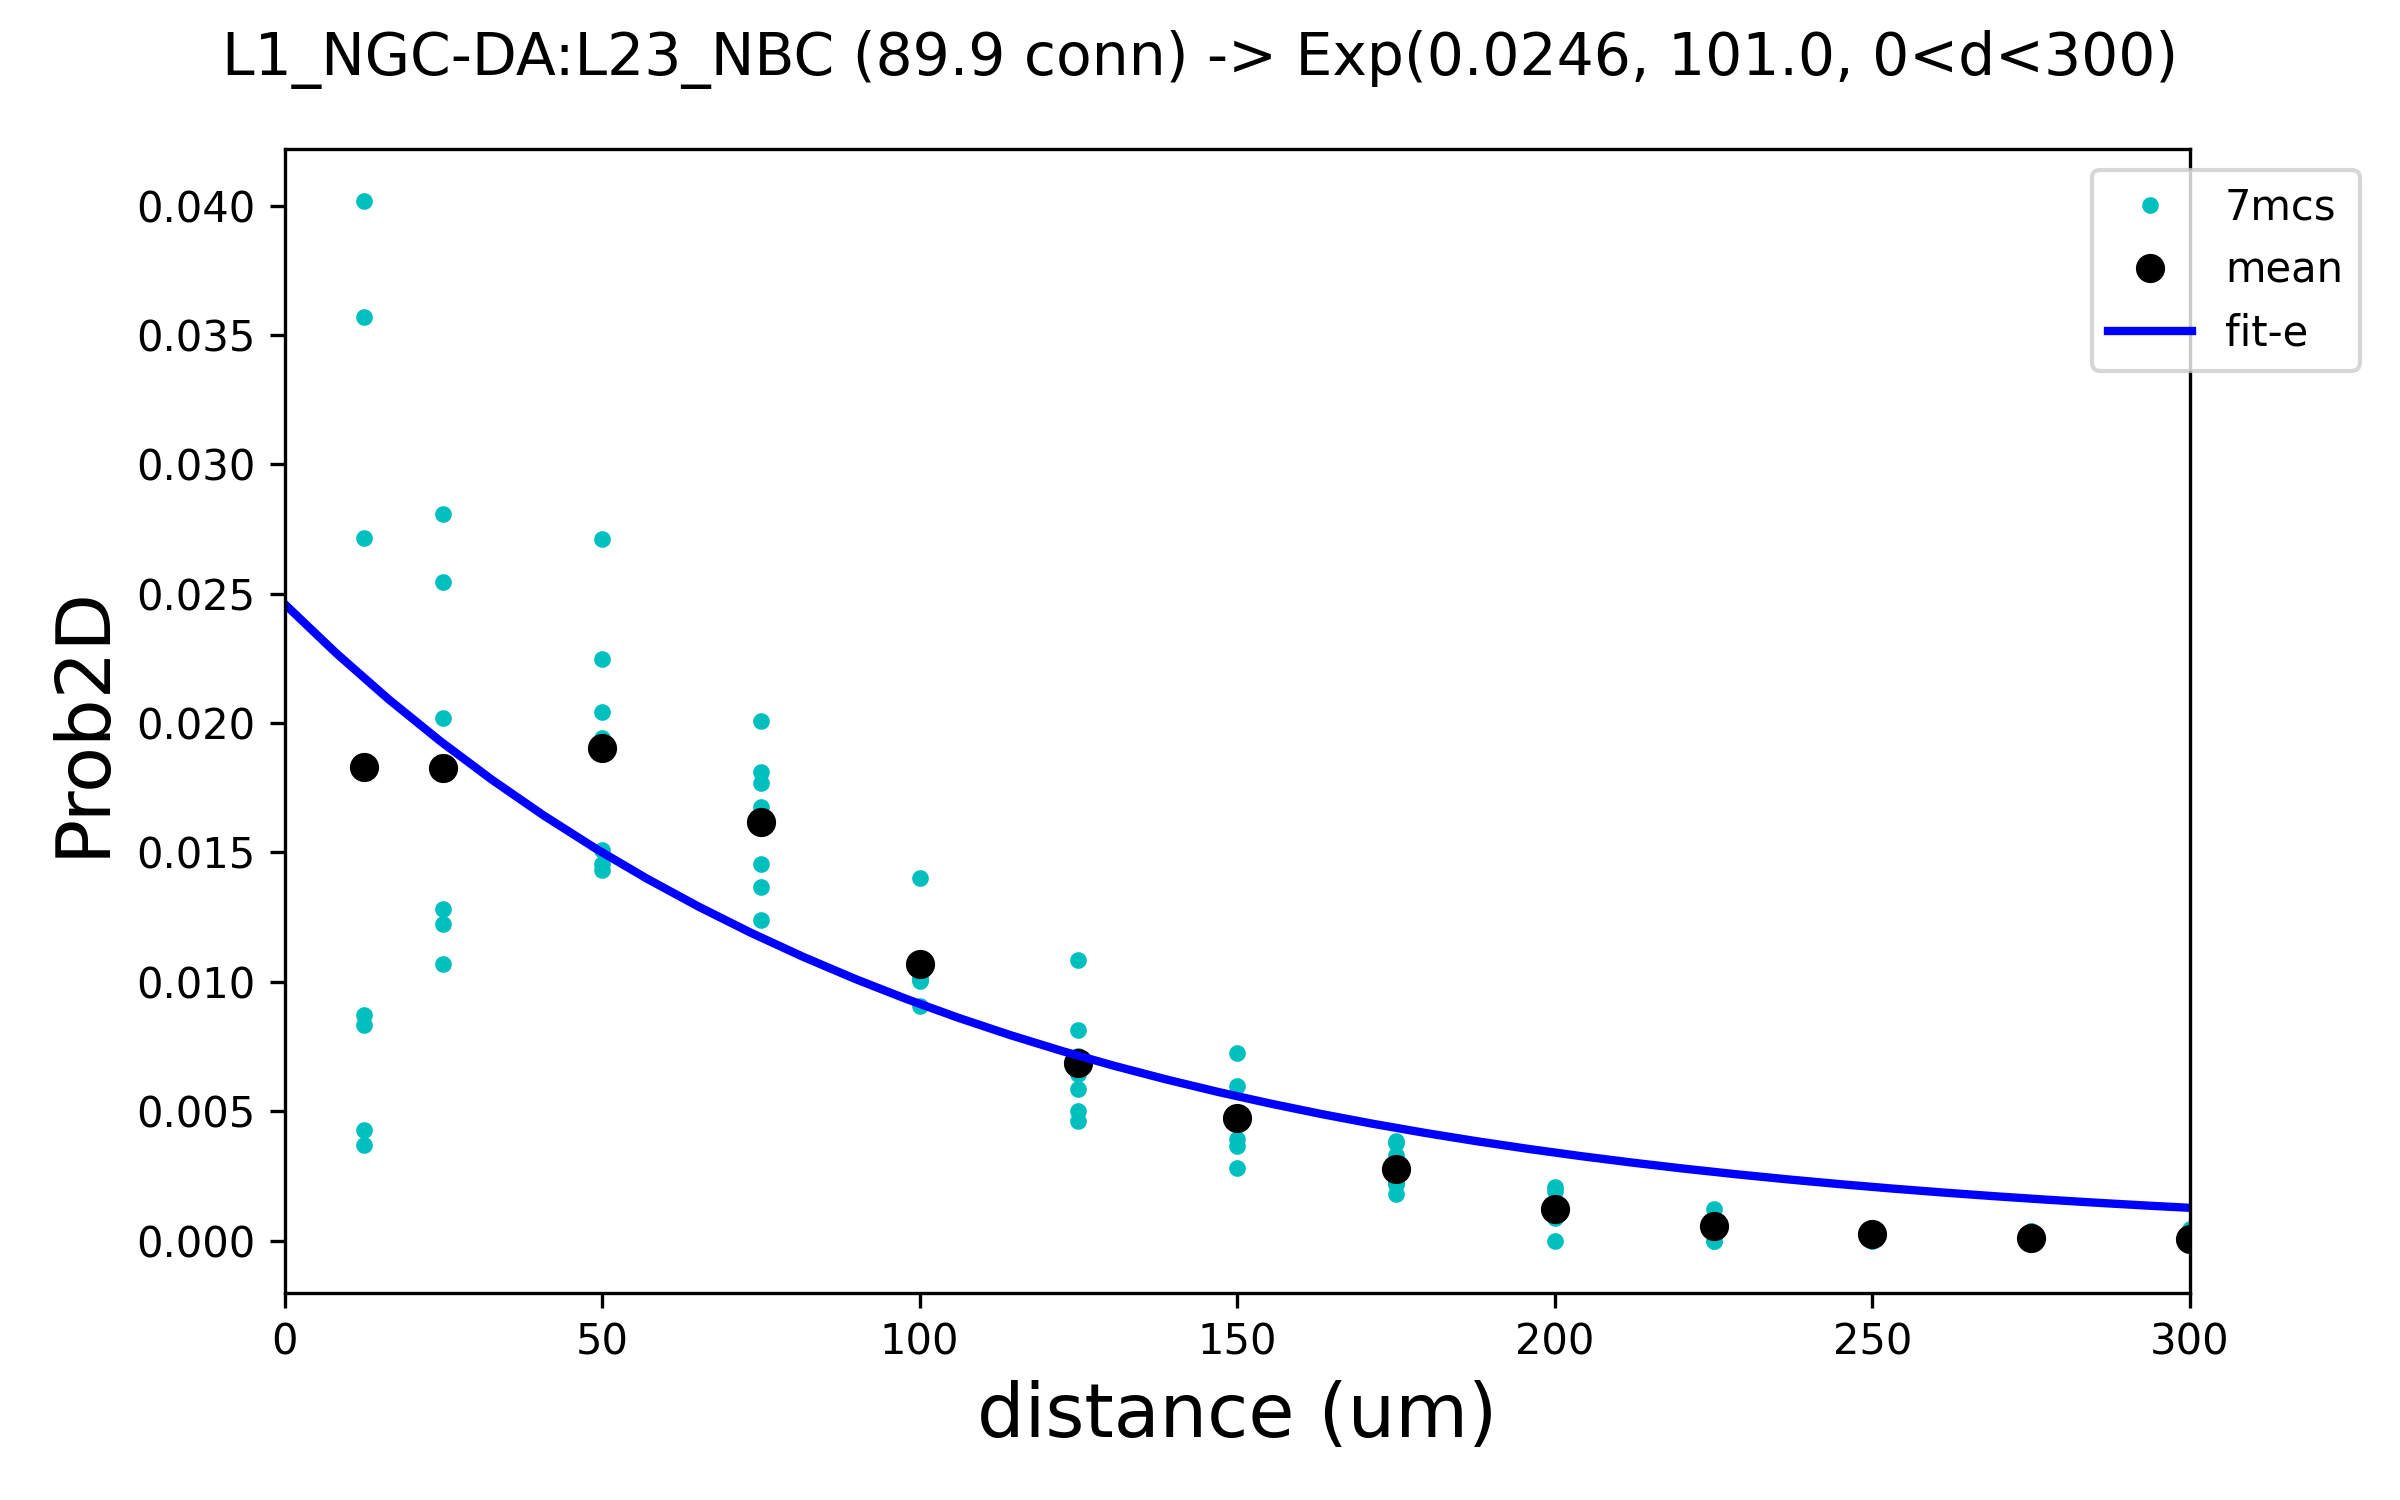 L1_NGC-DA:L23_NBC (89.9 conn) -> Exp(0.0246, 101.0, 0<d<300)
7mcs
mean
fit-e
Prob2D
0.040
0.035
0.030
0.025
0.020
0.015
0.010
0.005
0.000
0 50 100 150 200 250 300
distance (um)